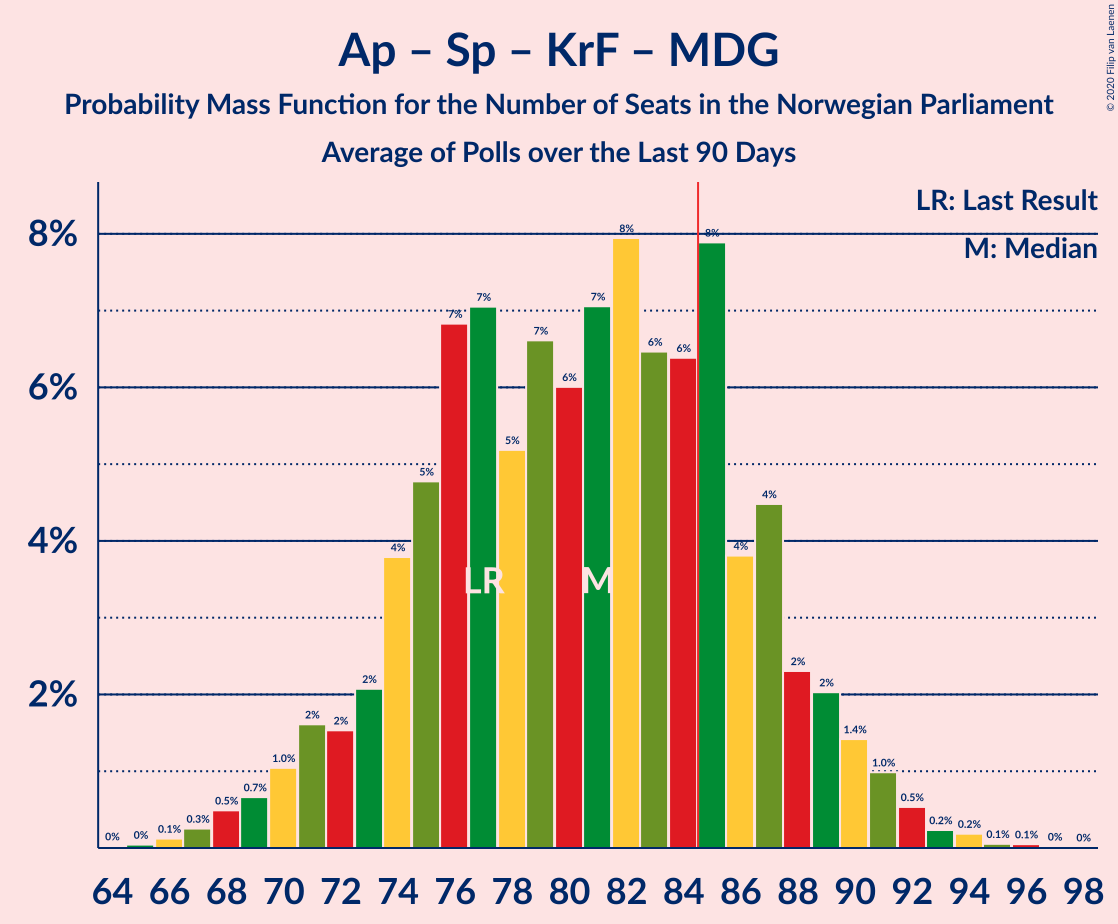 Ap – Sp – KrF – MDG
Probability Mass Function for the Number of Seats in the Norwegian Parliament
Average of Polls over the Last 90 Days
© 2020 Filip van Laenen
LR: Last Result
M: Median
8%
6%
4%
2%
0% 0% 0.1% 0.3% 0.5% 0.7% 1.0% 2% 2% 2% 4% 5% 7% 7% 5% 7% 6% 7% 8% 6% 6% 8% 4% 4% 2% 2% 1.4% 1.0% 0.5% 0.2% 0.2% 0.1% 0.1% 0% 0%
LR M
64 66 68 70 72 74 76 78 80 82 84 86 88 90 92 94 96 98